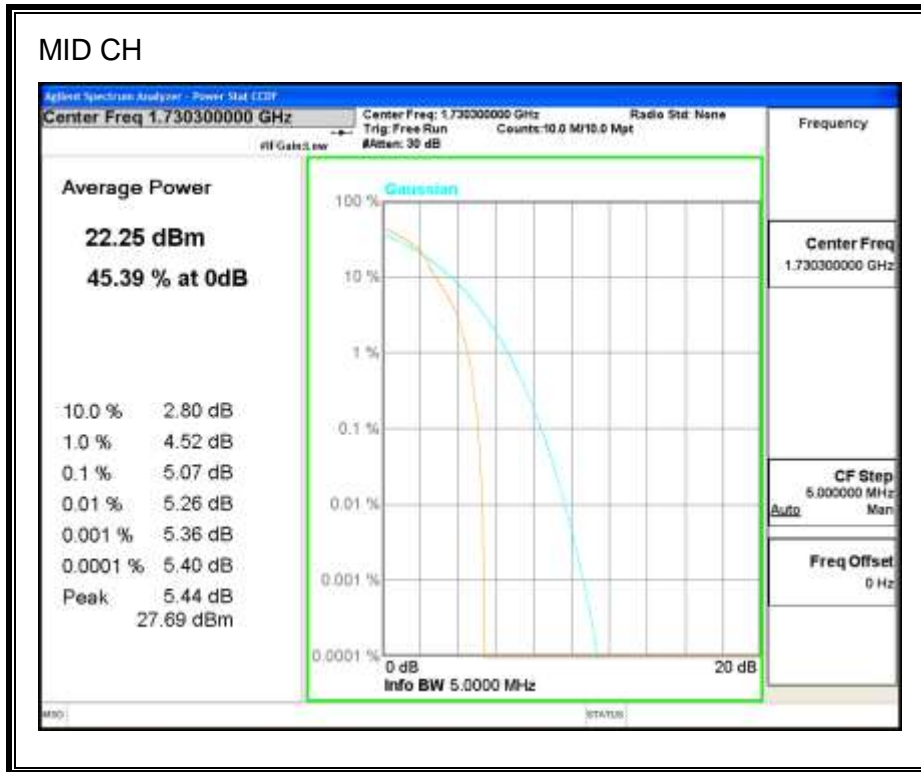 MID CH
Agilent Spectrum Analyzer - Power Stat CCDF
Center Freq 1.730300000 GHz
#IFGain:Low
Center Freq: 1.730300000 GHz
Radio Std: None
Trig: Free Run
Counts:10.0 M/10.0 Mpt
#Atten: 30 dB
Average Power
22.25 dBm
45.39 % at 0dB
10.0 % 2.80 dB
1.0 % 4.52 dB
0.1 % 5.07 dB
0.01 % 5.26 dB
0.001 % 5.36 dB
0.0001 % 5.40 dB
Peak 5.44 dB
27.69 dBm
Gaussian
100 %
10 %
1 %
0.1 %
0.01 %
0.001 %
0.0001 %
0 dB
20 dB
Info BW 5.0000 MHz
Frequency
Center Freq
1.730300000 GHz
CF Step
5.000000 MHz
Auto Man
Freq Offset
0 Hz
MSG
STATUS